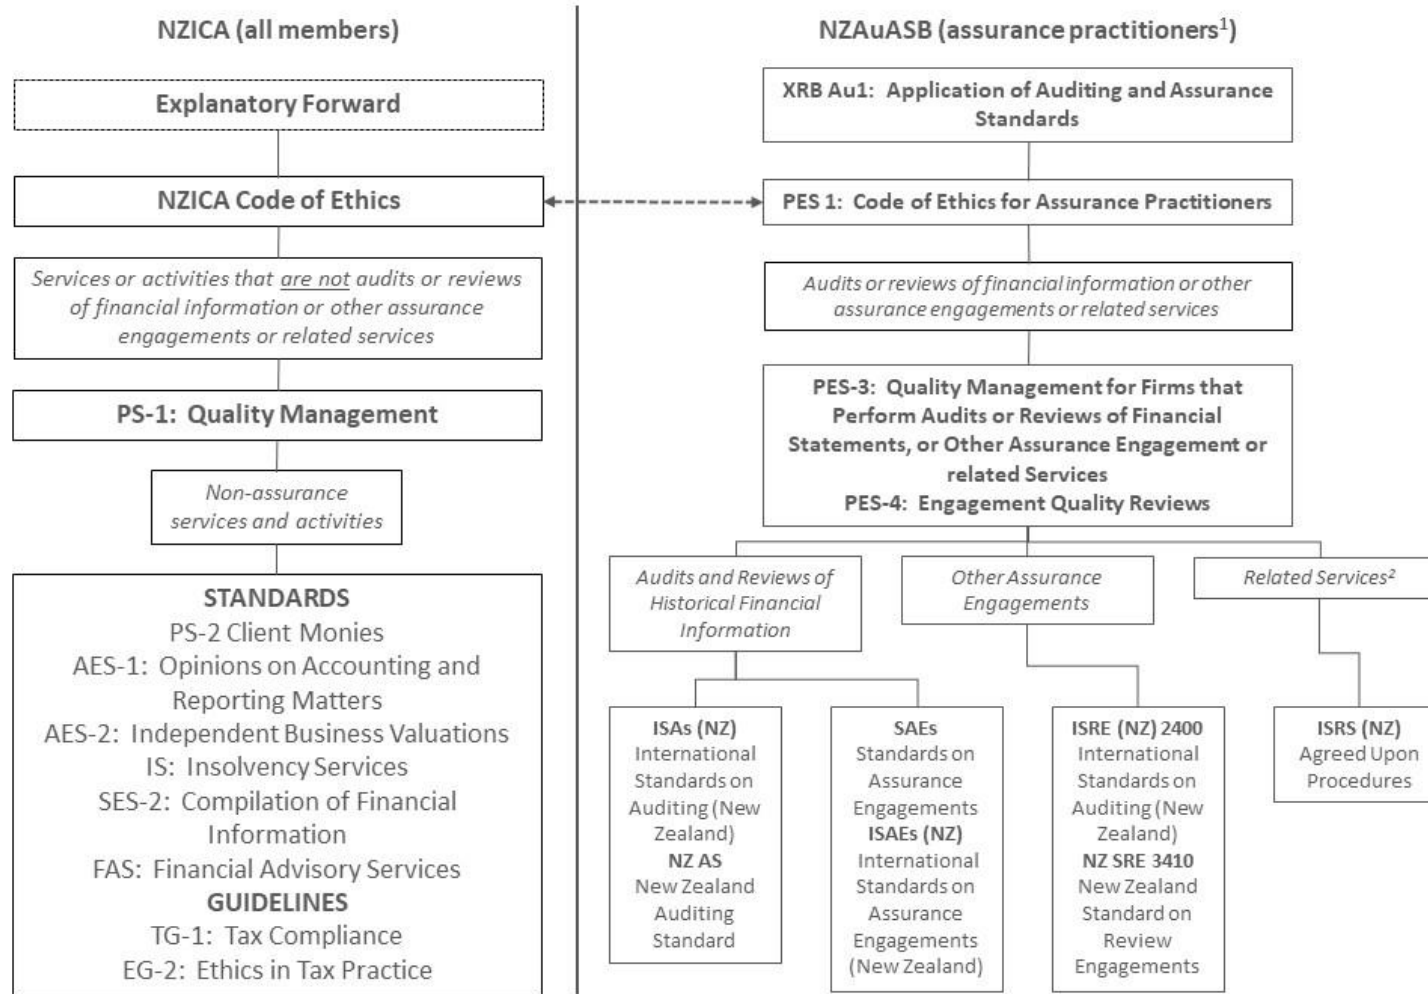 NZICA (all members)
Explanatory Forward
NZICA Code of Ethics
Services or activities that are not audits or reviews
of financial information or other assurance
engagements or related services
PS-1: Quality Management
Non-assurance
services and activities
STANDARDS
PS-2 Client Monies
AES-1: Opinions on Accounting and
Reporting Matters
AES-2: Independent Business Valuations
IS: Insolvency Services
SES-2: Compilation of Financial
Information
FAS: Financial Advisory Services
GUIDELINES
TG-1: Tax Compliance
EG-2: Ethics in Tax Practice
NZAuASB (assurance practitioners¹)
XRB Au1: Application of Auditing and Assurance
Standards
PES 1: Code of Ethics for Assurance Practitioners
Audits or reviews of financial information or other
assurance engagements or related services
PES-3: Quality Management for Firms that
Perform Audits or Reviews of Financial
Statements, or Other Assurance Engagement or
related Services
PES-4: Engagement Quality Reviews
Audits and Reviews of
Historical Financial
Information
Other Assurance
Engagements
Related Services²
ISAs (NZ)
International
Standards on
Auditing (New
Zealand)
NZ AS
New Zealand
Auditing
Standard
SAEs
Standards on
Assurance
Engagements
ISAEs (NZ)
International
Standards on
Assurance
Engagements
(New Zealand)
ISRE (NZ) 2400
International
Standards on
Auditing (New
Zealand)
NZ SRE 3410
New Zealand
Standard on
Review
Engagements
ISRS (NZ)
Agreed Upon
Procedures